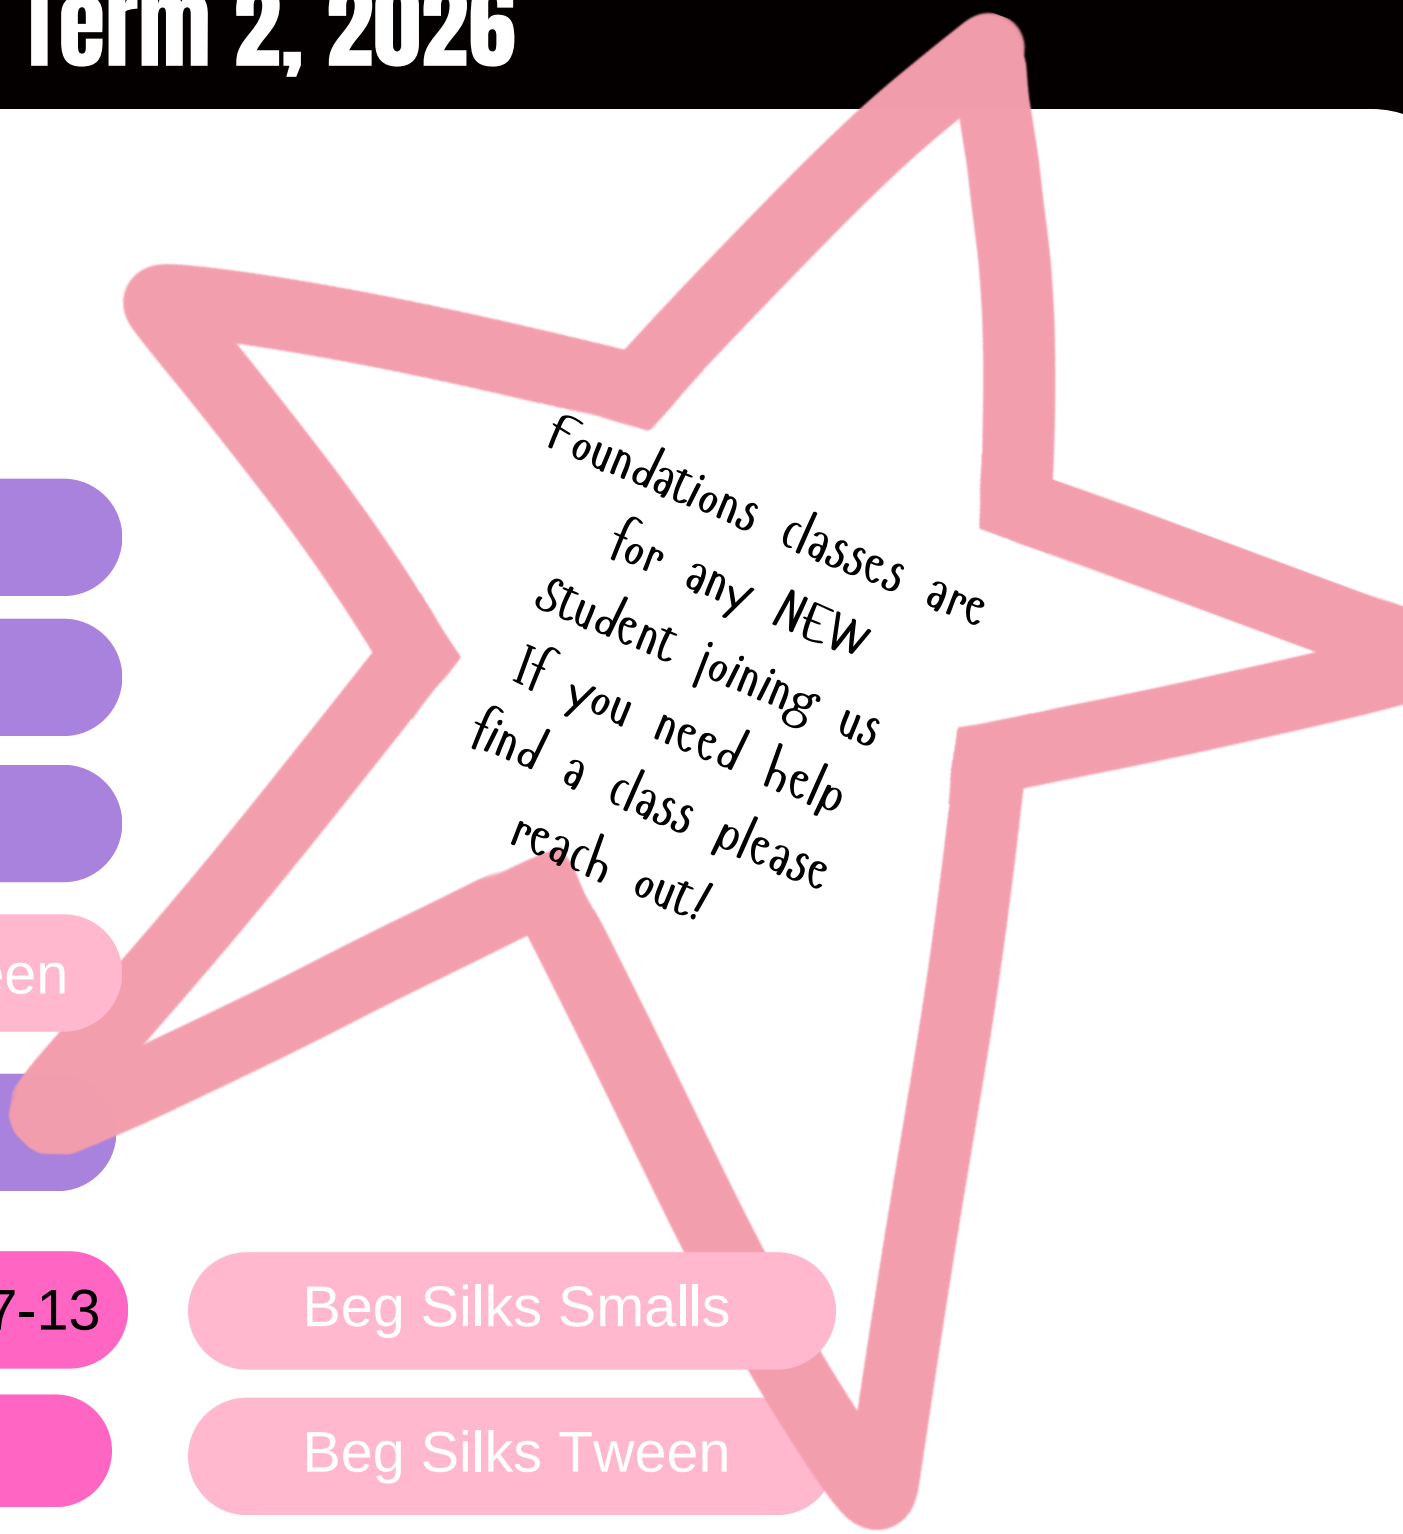 Term 2, 2026
Foundations classes are
for any NEW
student joining us
If you need help
find a class please
reach out!
een
7-13
Beg Silks Smalls
Beg Silks Tween